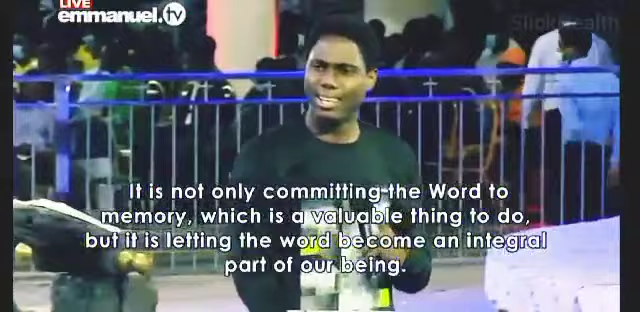 LIVE
emmanuel.tv
SlickHealth
It is not only committing the Word to
memory, which is a valuable thing to do,
but it is letting the word become an integral
part of our being.